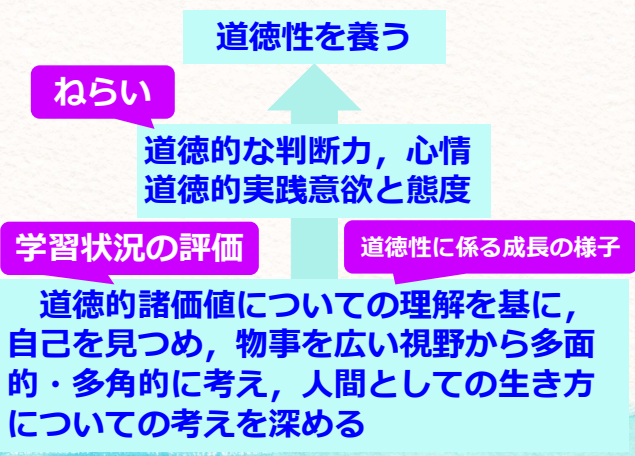 道徳性を養う
ねらい
道徳的な判断力，心情
道徳的実践意欲と態度
学習状況の評価
道徳性に係る成長の様子
　道徳的諸価値についての理解を基に，
自己を見つめ，物事を広い視野から多面
的・多角的に考え，人間としての生き方
についての考えを深める